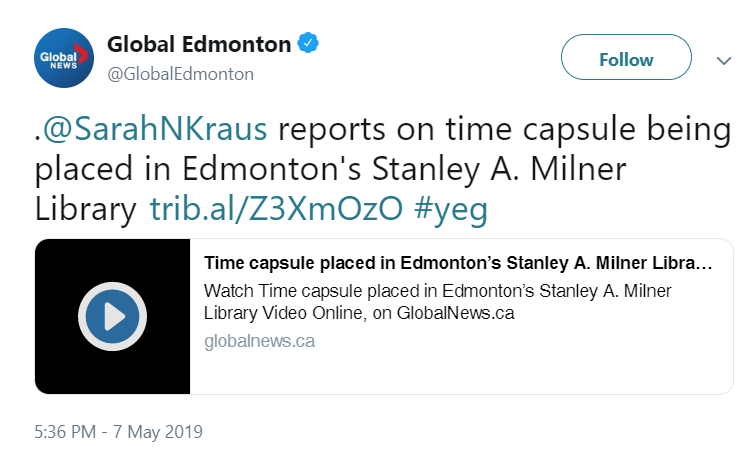 Global NEWS
Global Edmonton
@GlobalEdmonton
Follow
.@SarahNKraus reports on time capsule being
placed in Edmonton's Stanley A. Milner
Library trib.al/Z3XmOzO #yeg
Time capsule placed in Edmonton’s Stanley A. Milner Libra...
Watch Time capsule placed in Edmonton’s Stanley A. Milner
Library Video Online, on GlobalNews.ca
globalnews.ca
5:36 PM - 7 May 2019